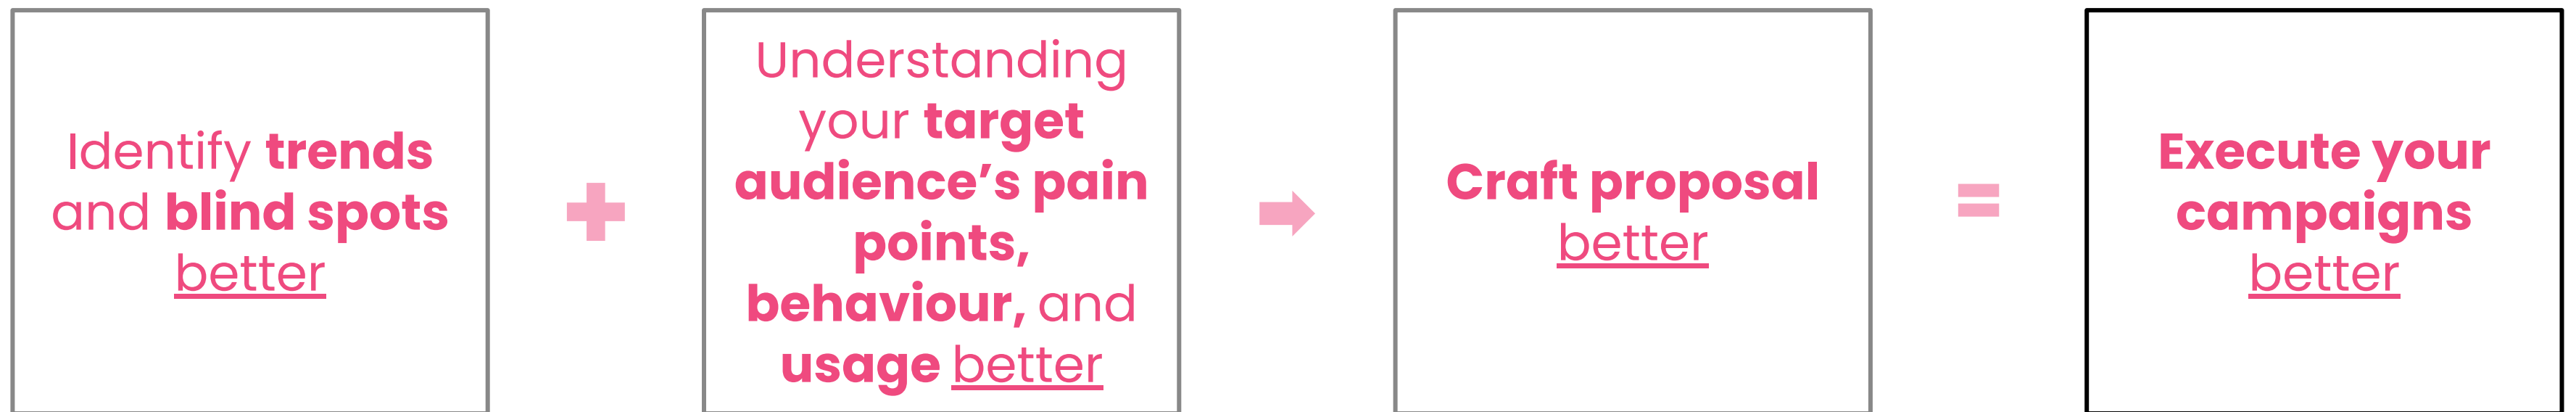 Identify trends
and blind spots
better
Understanding
your target
audience’s pain
points,
behaviour, and
usage better
Craft proposal
better
Execute your
campaigns
better